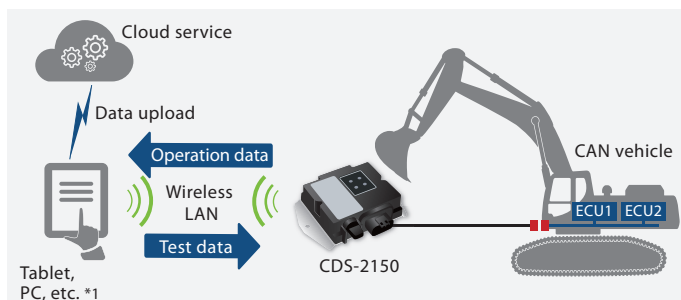 Cloud service
Data upload
Operation data
CAN vehicle
Wireless
LAN
ECU1 ECU2
Test data
CDS-2150
Tablet,
PC, etc. *1